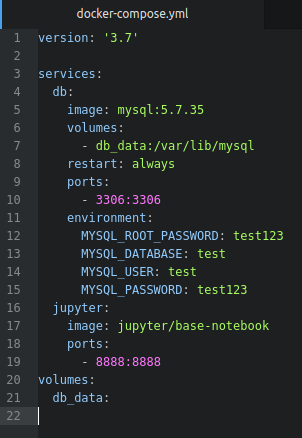 docker-compose.yml
1 version: '3.7'
2
3 services:
4   db:
5     image: mysql:5.7.35
6     volumes:
7       - db_data:/var/lib/mysql
8     restart: always
9     ports:
10       - 3306:3306
11     environment:
12       MYSQL_ROOT_PASSWORD: test123
13       MYSQL_DATABASE: test
14       MYSQL_USER: test
15       MYSQL_PASSWORD: test123
16   jupyter:
17     image: jupyter/base-notebook
18     ports:
19       - 8888:8888
20 volumes:
21   db_data:
22